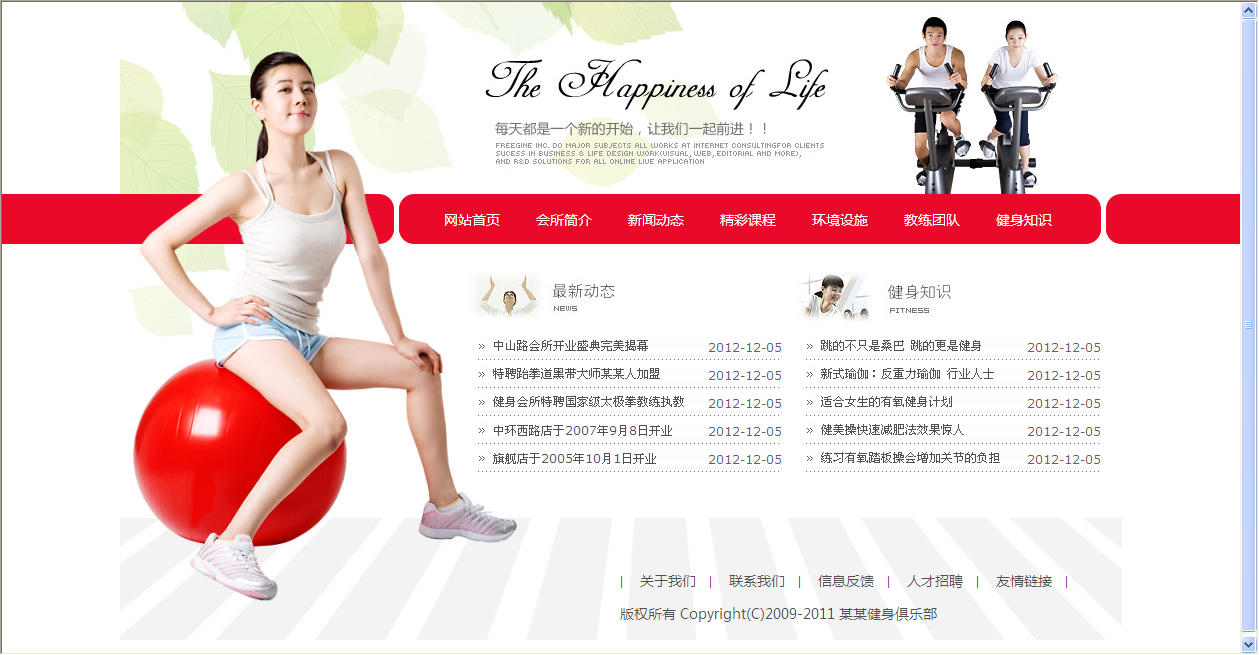 The Happiness of Life
每天都是一个新的开始，让我们一起前进！！
FREEGINE INC. DO MAJOR SUBJECTS ALL WORKS AT INTERNET CONSULTINGFOR CLIENTS
SUCESS IN BUSINESS & LIFE DESIGN WORK(VISUAL, WEB, EDITORIAL AND MORE),
AND R&D SOLUTIONS FOR ALL ONLINE LIVE APPLICATION
网站首页 会所简介 新闻动态 精彩课程 环境设施 教练团队 健身知识
最新动态
NEWS
» 中山路会所开业盛典完美揭幕 2012-12-05
» 特聘跆拳道黑带大师某某人加盟 2012-12-05
» 健身会所特聘国家级太极拳教练执教 2012-12-05
» 中环西路店于2007年9月8日开业 2012-12-05
» 旗舰店于2005年10月1日开业 2012-12-05
健身知识
FITNESS
» 跳的不只是桑巴 跳的更是健身 2012-12-05
» 新式瑜伽：反重力瑜伽 行业人士 2012-12-05
» 适合女生的有氧健身计划 2012-12-05
» 健美操快速减肥法效果惊人 2012-12-05
» 练习有氧踏板操会增加关节的负担 2012-12-05
| 关于我们 | 联系我们 | 信息反馈 | 人才招聘 | 友情链接 |
版权所有 Copyright(C)2009-2011 某某健身俱乐部